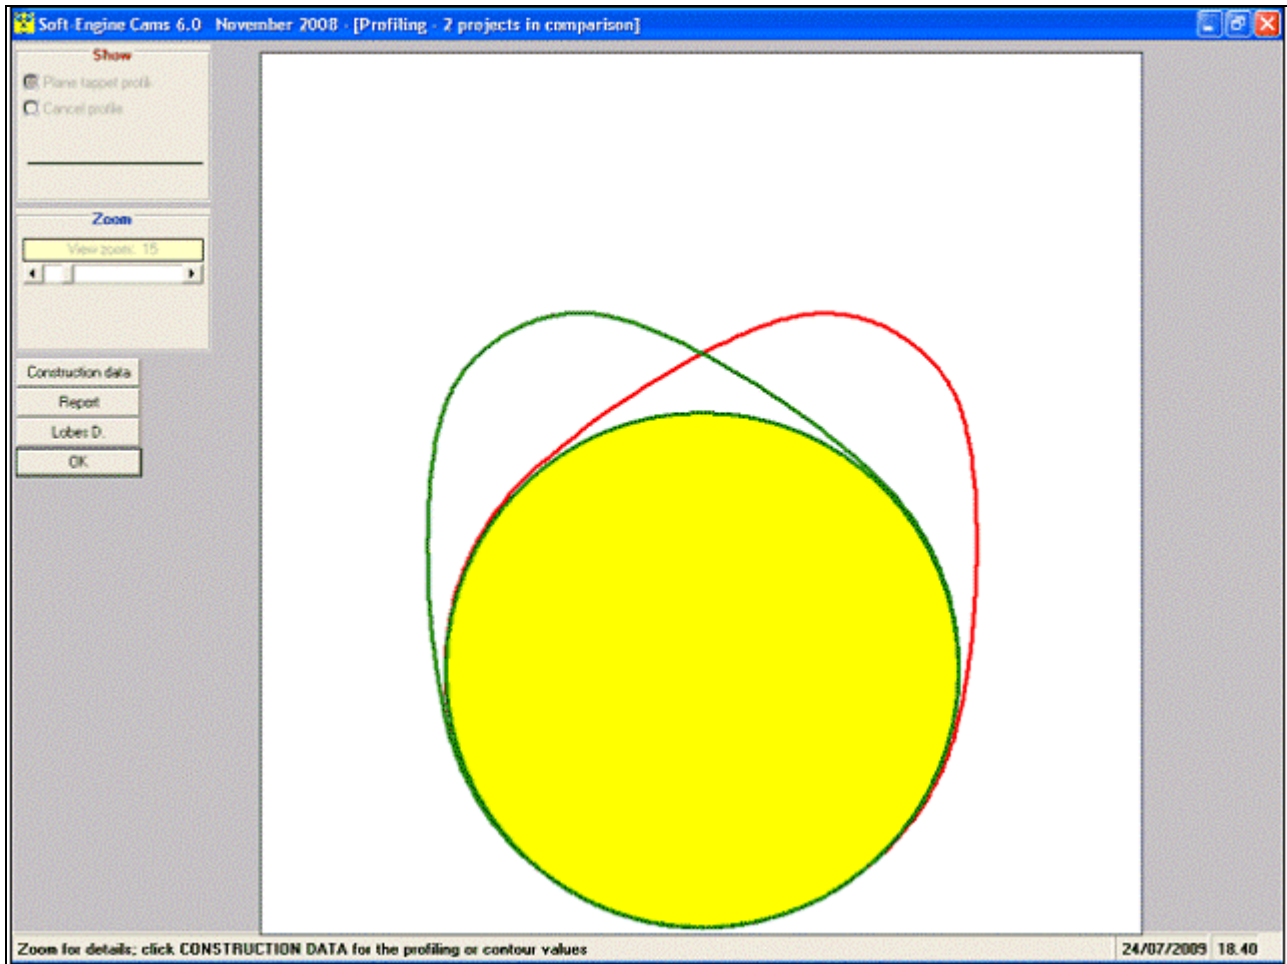 Soft-Engine Cams 6.0 November 2008 - [Profiling - 2 projects in comparison]
Show
Plane tappet profil
Cancel profile
Zoom
View zoom: 15
Construction data
Report
Lobes D.
OK
Zoom for details; click CONSTRUCTION DATA for the profiling or contour values
24/07/2009 18.40